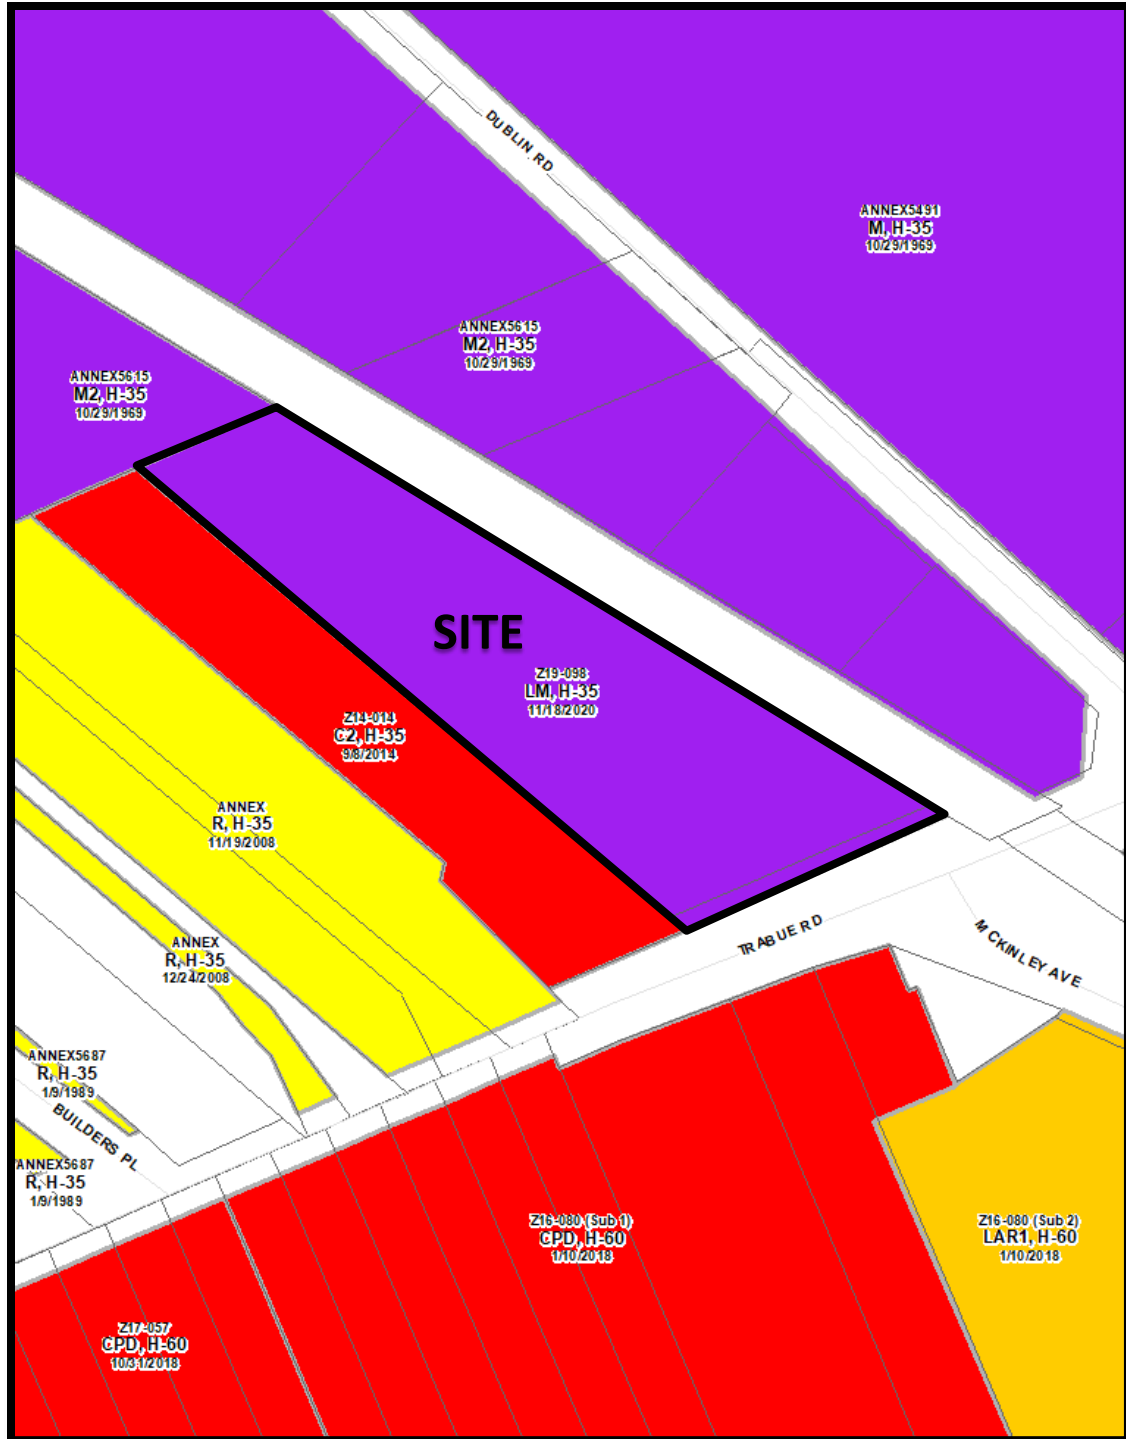 DUBLIN RD
ANNEX5491
M, H-35
10/29/1969
ANNEX5615
M2, H-35
10/29/1969
ANNEX5615
M2, H-35
10/29/1969
SITE
Z19-098
LM, H-35
11/18/2020
Z14-014
C2, H-35
9/8/2014
ANNEX
R, H-35
11/19/2008
TRABUE RD
MCKINLEY AVE
ANNEX
R, H-35
12/24/2008
ANNEX5687
R, H-35
1/9/1989
BUILDERS PL
ANNEX5687
R, H-35
1/9/1989
Z16-080 (Sub 1)
CPD, H-60
1/10/2018
Z16-080 (Sub 2)
LAR1, H-60
1/10/2018
Z17-057
CPD, H-60
10/31/2018